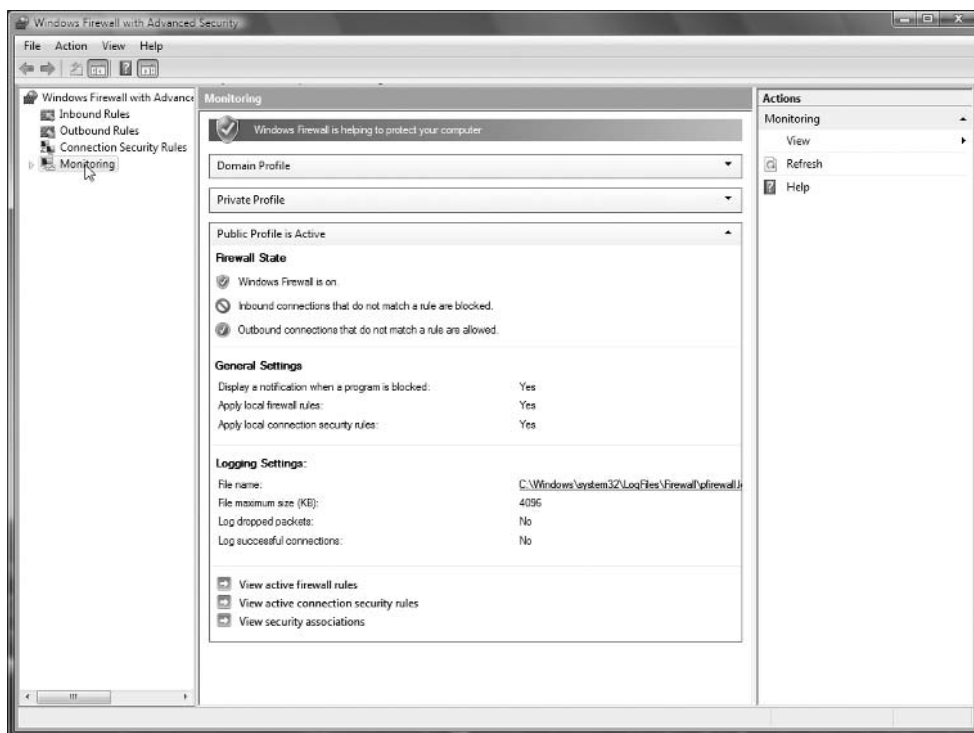 Windows Firewall with Advanced Security
File Action View Help
Windows Firewall with Advance
Inbound Rules
Outbound Rules
Connection Security Rules
Monitoring
Monitoring
Windows Firewall is helping to protect your computer
Domain Profile
Private Profile
Public Profile is Active
Firewall State
Windows Firewall is on.
Inbound connections that do not match a rule are blocked.
Outbound connections that do not match a rule are allowed.
General Settings
Display a notification when a program is blocked: Yes
Apply local firewall rules: Yes
Apply local connection security rules: Yes
Logging Settings:
File name: C:\Windows\system32\LogFiles\Firewall\pfirewall.l
File maximum size (KB): 4096
Log dropped packets: No
Log successful connections: No
View active firewall rules
View active connection security rules
View security associations
Actions
Monitoring
View
Refresh
Help